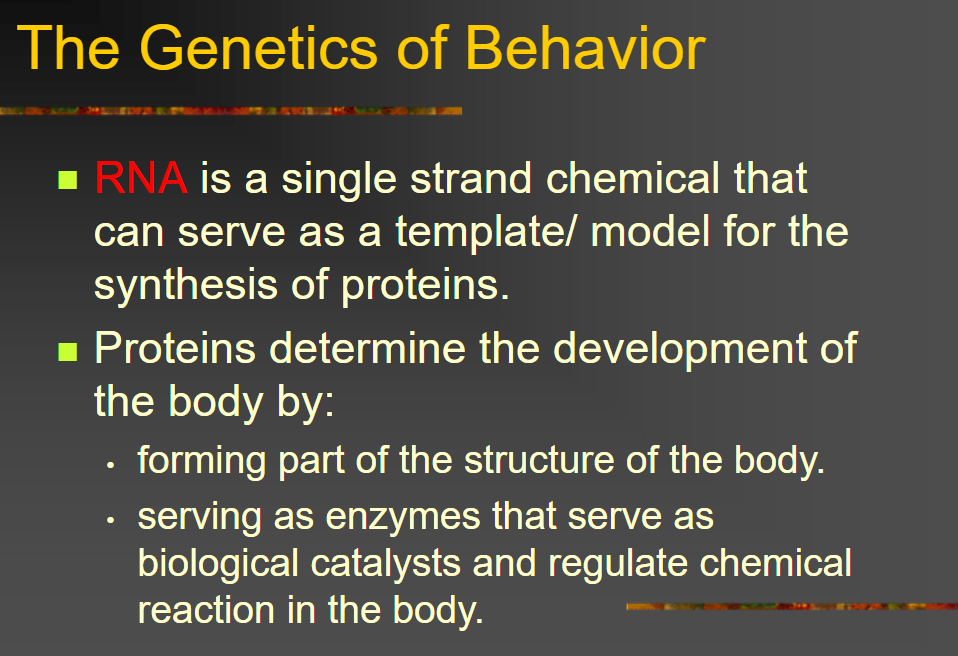 The Genetics of Behavior
RNA is a single strand chemical that
can serve as a template/ model for the
synthesis of proteins.
Proteins determine the development of
the body by:
forming part of the structure of the body.
serving as enzymes that serve as
biological catalysts and regulate chemical
reaction in the body.